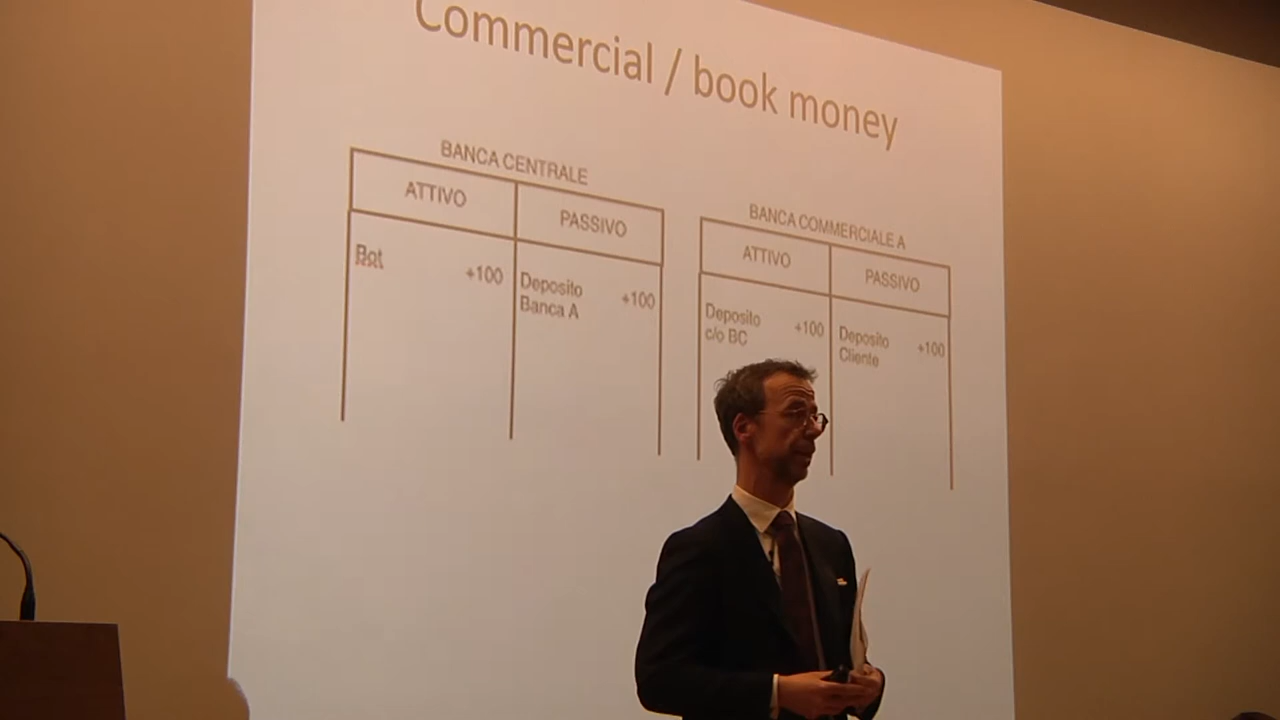 Commercial / book money
BANCA CENTRALE
ATTIVO
PASSIVO
Bot
+100
Deposito
Banca A
+100
BANCA COMMERCIALE A
ATTIVO
PASSIVO
Deposito
c/o BC
+100
Deposito
Cliente
+100